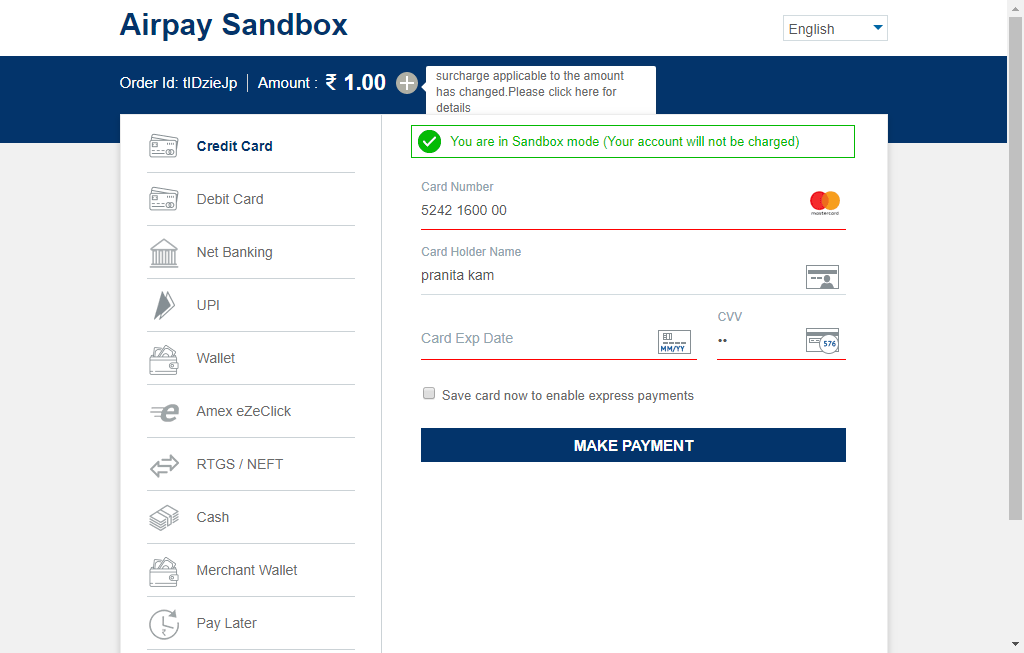 Airpay Sandbox
English
Order Id: tIDzieJp
Amount : ₹ 1.00
surcharge applicable to the amount
has changed.Please click here for
details
Credit Card
Debit Card
Net Banking
UPI
Wallet
Amex eZeClick
RTGS / NEFT
Cash
Merchant Wallet
Pay Later
You are in Sandbox mode (Your account will not be charged)
Card Number
5242 1600 00
mastercard
Card Holder Name
pranita kam
Card Exp Date
MM/YY
CVV
••
576
Save card now to enable express payments
MAKE PAYMENT